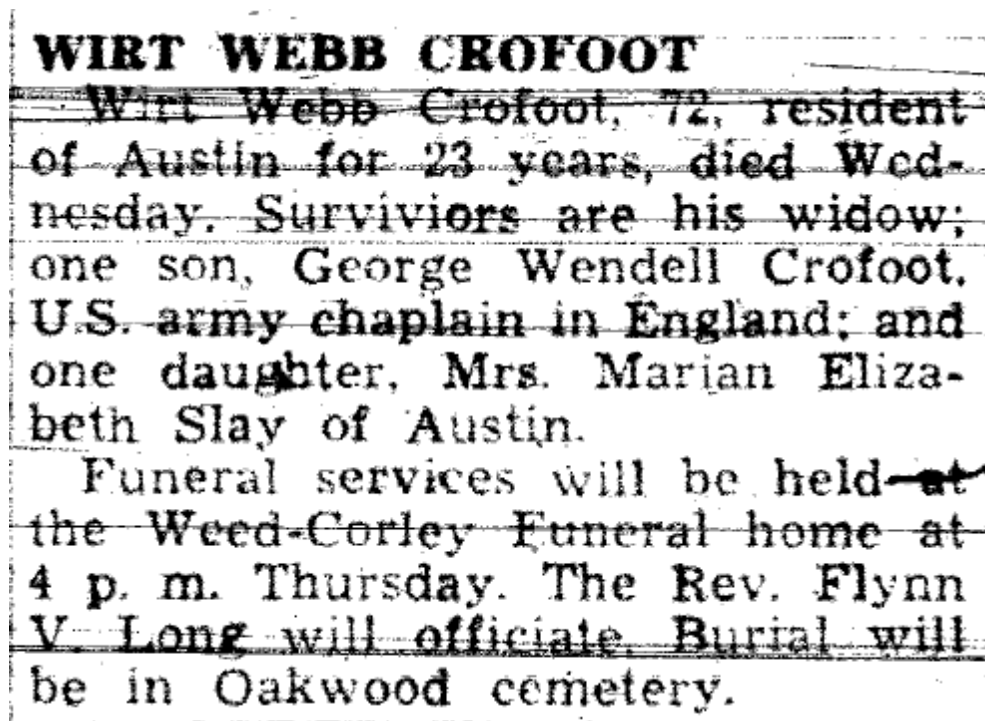 WIRT WEBB CROFOOT
Wirt Webb Crofoot, 72, resident
of Austin for 23 years, died Wed-
nesday. Surviviors are his widow;
one son, George Wendell Crofoot,
U.S. army chaplain in England; and
one daughter, Mrs. Marian Eliza-
beth Slay of Austin.
Funeral services will be held at
the Weed-Corley Funeral home at
4 p. m. Thursday. The Rev. Flynn
V. Long will officiate. Burial will
be in Oakwood cemetery.